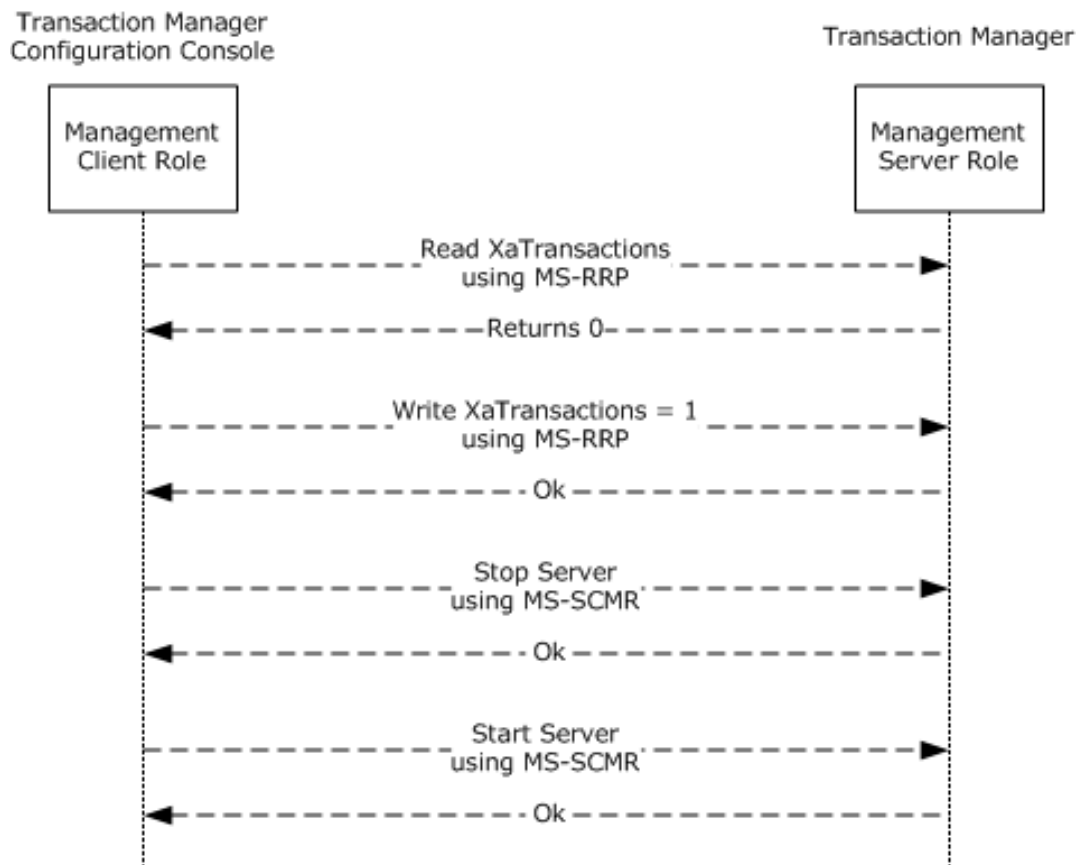 Transaction Manager
Configuration Console
Transaction Manager
Management
Client Role
Management
Server Role
Read XaTransactions
using MS-RRP
Returns 0
Write XaTransactions = 1
using MS-RRP
Ok
Stop Server
using MS-SCMR
Ok
Start Server
using MS-SCMR
Ok